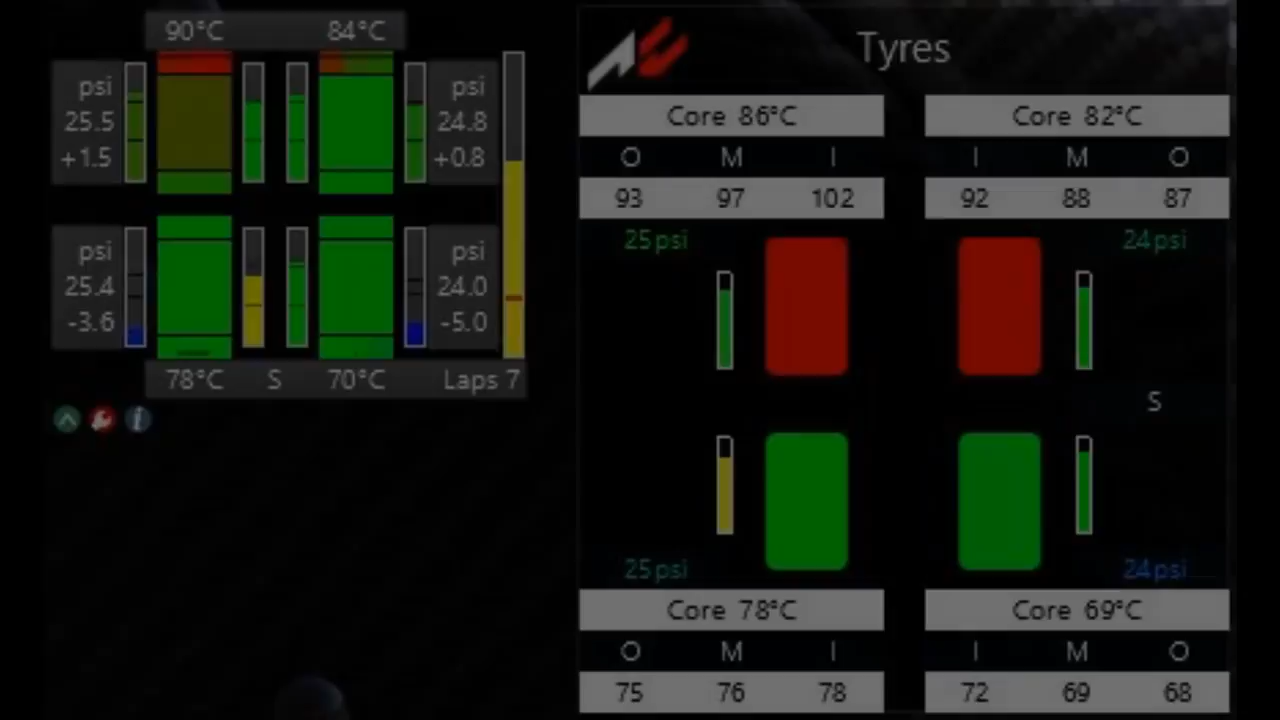 90°C 84°C
psi
25.5
+1.5
psi
24.8
+0.8
psi
25.4
-3.6
psi
24.0
-5.0
78°C S 70°C Laps 7
Tyres
Core 86°C
O M I
93 97 102
25psi
Core 82°C
I M O
92 88 87
24psi
S
25psi
Core 78°C
O M I
75 76 78
24psi
Core 69°C
I M O
72 69 68